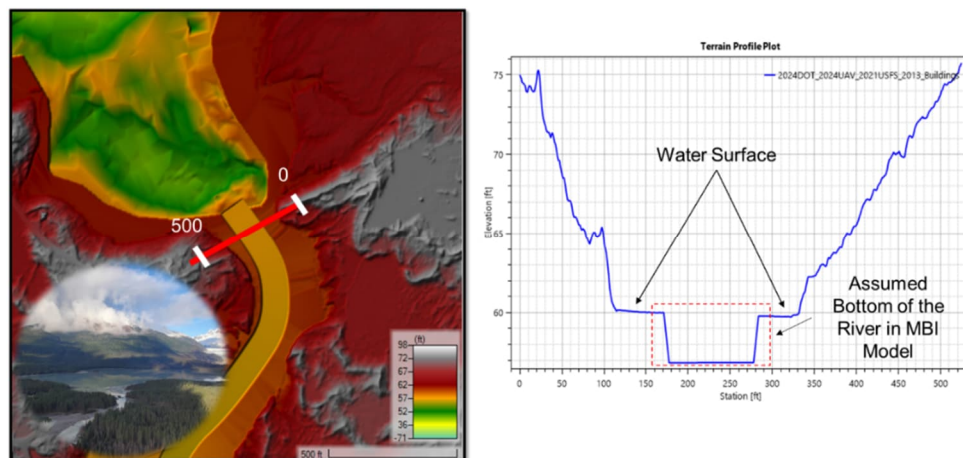 0
500
(ft)
98
72
67
62
57
52
36
-71
500 ft
Terrain Profile Plot
2024DOT_2024UAV_2021USFS_2013_Buildings
75
70
65
60
Elevation [ft]
Water Surface
Assumed
Bottom of the
River in MBI
Model
0
50
100
150
200
250
300
350
400
450
500
Station [ft]